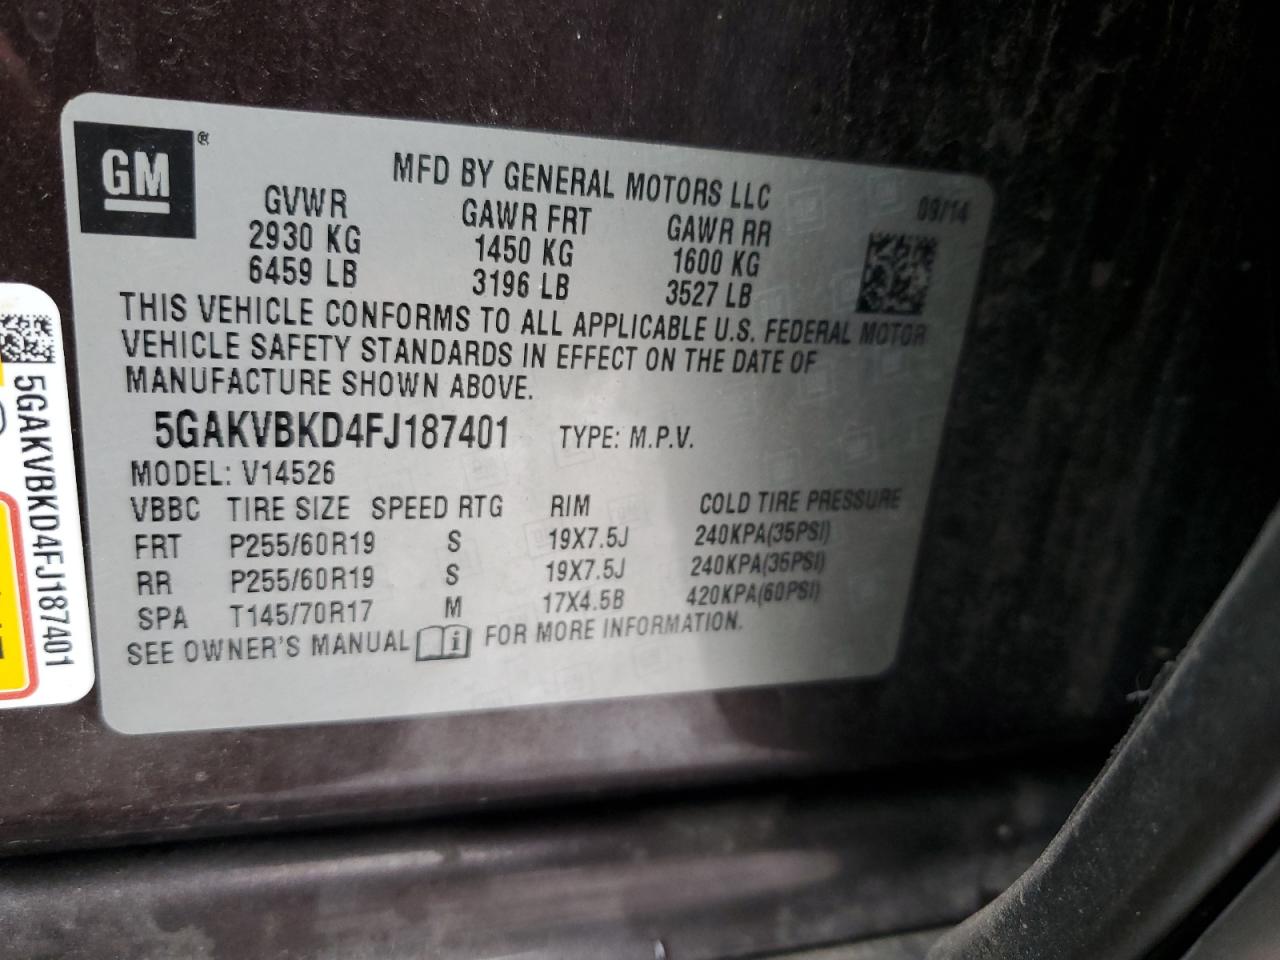 GM ®
MFD BY GENERAL MOTORS LLC
09/14
GVWR GAWR FRT GAWR RR
2930 KG 1450 KG 1600 KG
6459 LB 3196 LB 3527 LB
THIS VEHICLE CONFORMS TO ALL APPLICABLE U.S. FEDERAL MOTOR
VEHICLE SAFETY STANDARDS IN EFFECT ON THE DATE OF
MANUFACTURE SHOWN ABOVE.
5GAKVBKD4FJ187401 TYPE: M.P.V.
MODEL: V14526
VBBC TIRE SIZE SPEED RTG RIM COLD TIRE PRESSURE
FRT P255/60R19 S 19X7.5J 240KPA(35PSI)
RR P255/60R19 S 19X7.5J 240KPA(35PSI)
SPA T145/70R17 M 17X4.5B 420KPA(60PSI)
SEE OWNER'S MANUAL i FOR MORE INFORMATION.
5GAKVBKD4FJ187401